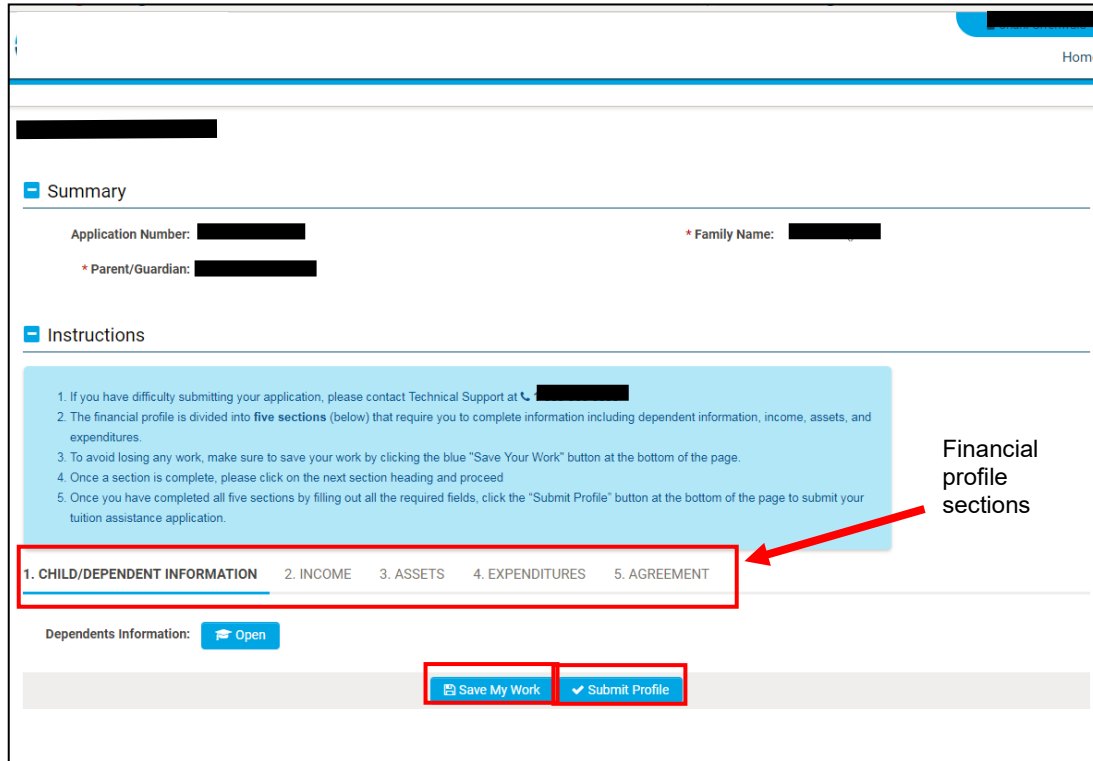 Home
Summary
Application Number:
* Family Name:
* Parent/Guardian:
Instructions
1. If you have difficulty submitting your application, please contact Technical Support at
2. The financial profile is divided into five sections (below) that require you to complete information including dependent information, income, assets, and
expenditures.
3. To avoid losing any work, make sure to save your work by clicking the blue "Save Your Work" button at the bottom of the page.
4. Once a section is complete, please click on the next section heading and proceed
5. Once you have completed all five sections by filling out all the required fields, click the “Submit Profile” button at the bottom of the page to submit your
tuition assistance application.
Financial
profile
sections
1. CHILD/DEPENDENT INFORMATION 2. INCOME 3. ASSETS 4. EXPENDITURES 5. AGREEMENT
Dependents Information: Open
Save My Work Submit Profile